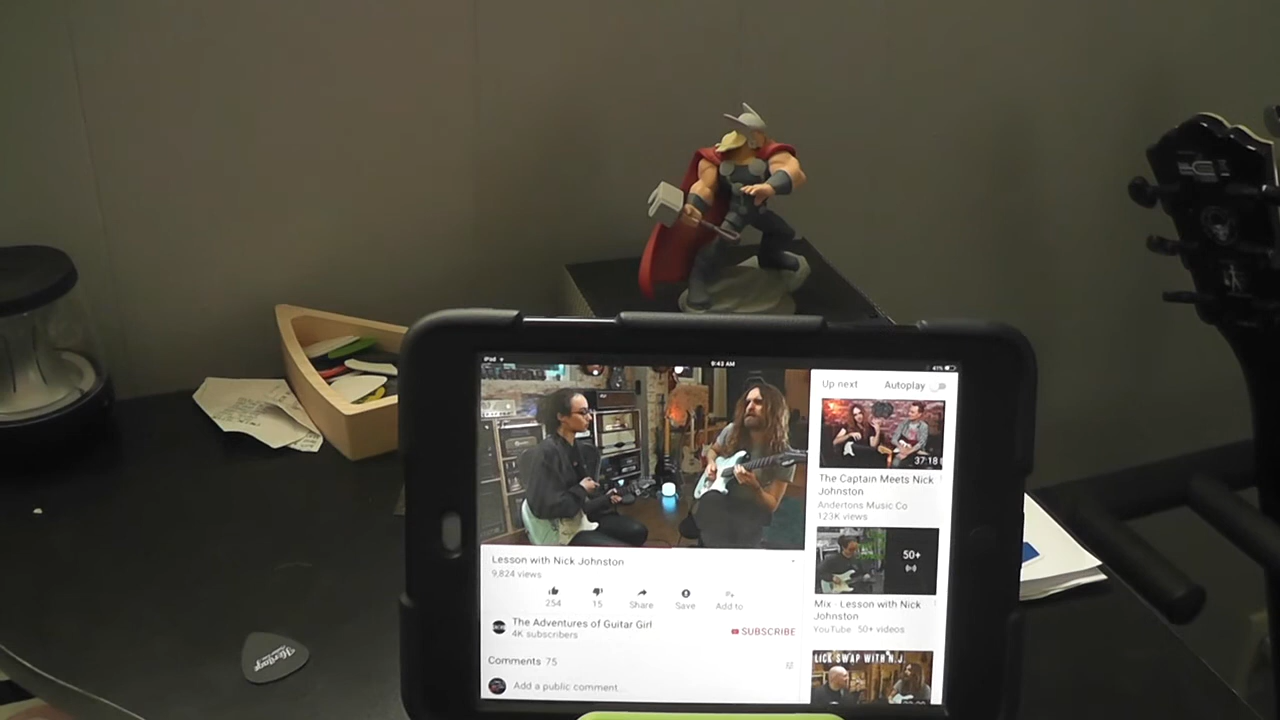 iPad
9:43 AM
41%
Up next Autoplay
37:18
The Captain Meets Nick
Johnston
Andertons Music Co
123K views
50+
Mix - Lesson with Nick
Johnston
YouTube 50+ videos
LICK SWAP WITH N.J.
Lesson with Nick Johnston
9,824 views
254
15
Share
Save
Add to
The Adventures of Guitar Girl
4K subscribers
SUBSCRIBE
Comments 75
Add a public comment...
Heritage